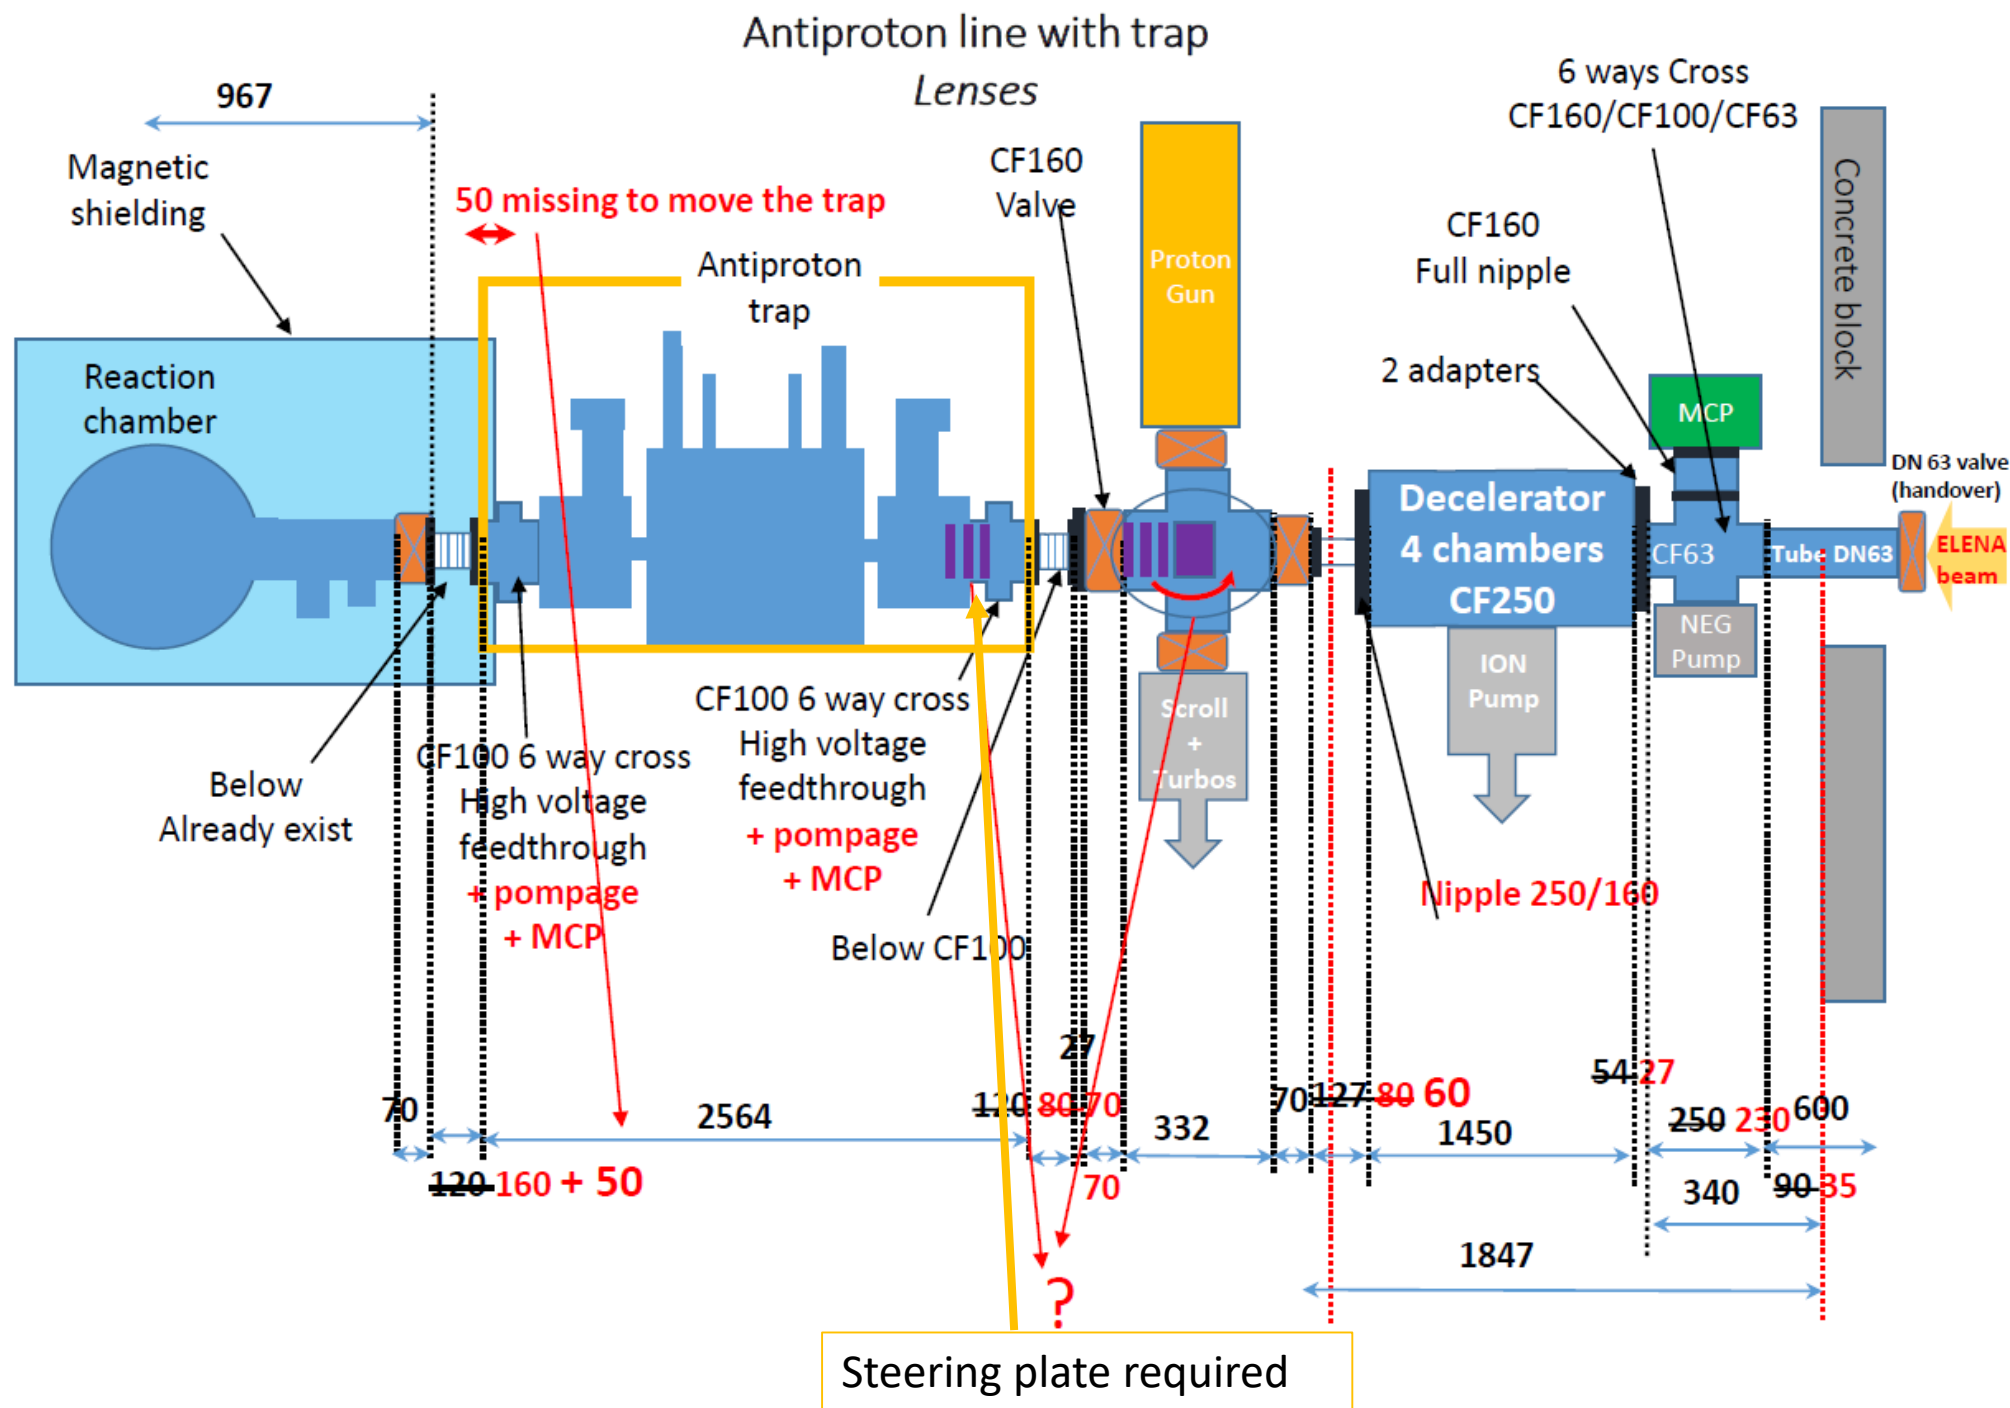 Antiproton line with trap
Lenses
967
Magnetic
shielding
50 missing to move the trap
Antiproton
trap
CF160
Valve
Proton
Gun
6 ways Cross
CF160/CF100/CF63
CF160
Full nipple
2 adapters
Concrete block
MCP
DN 63 valve
(handover)
Reaction
chamber
Decelerator
4 chambers
CF250
CF63
Tube DN63
ELENA
beam
NEG
Pump
ION
Pump
Scroll
+
Turbos
Below
Already exist
CF100 6 way cross
High voltage
feedthrough
+ pompage
+ MCP
CF100 6 way cross
High voltage
feedthrough
+ pompage
+ MCP
Below CF100
Nipple 250/160
27
54 27
70
2564
120 80 70
332
70
127 80 60
1450
250 230
600
120 160 + 50
70
340
90 35
1847
?
Steering plate required